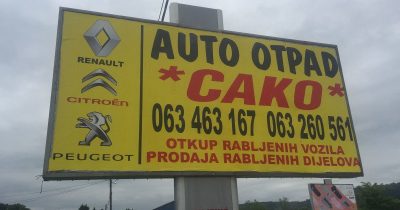 RENAULT
CITROËN
PEUGEOT
AUTO OTPAD
*CAKO*
063 463 167 063 260 561
OTKUP RABLJENIH VOZILA
PRODAJA RABLJENIH DIJELOVA